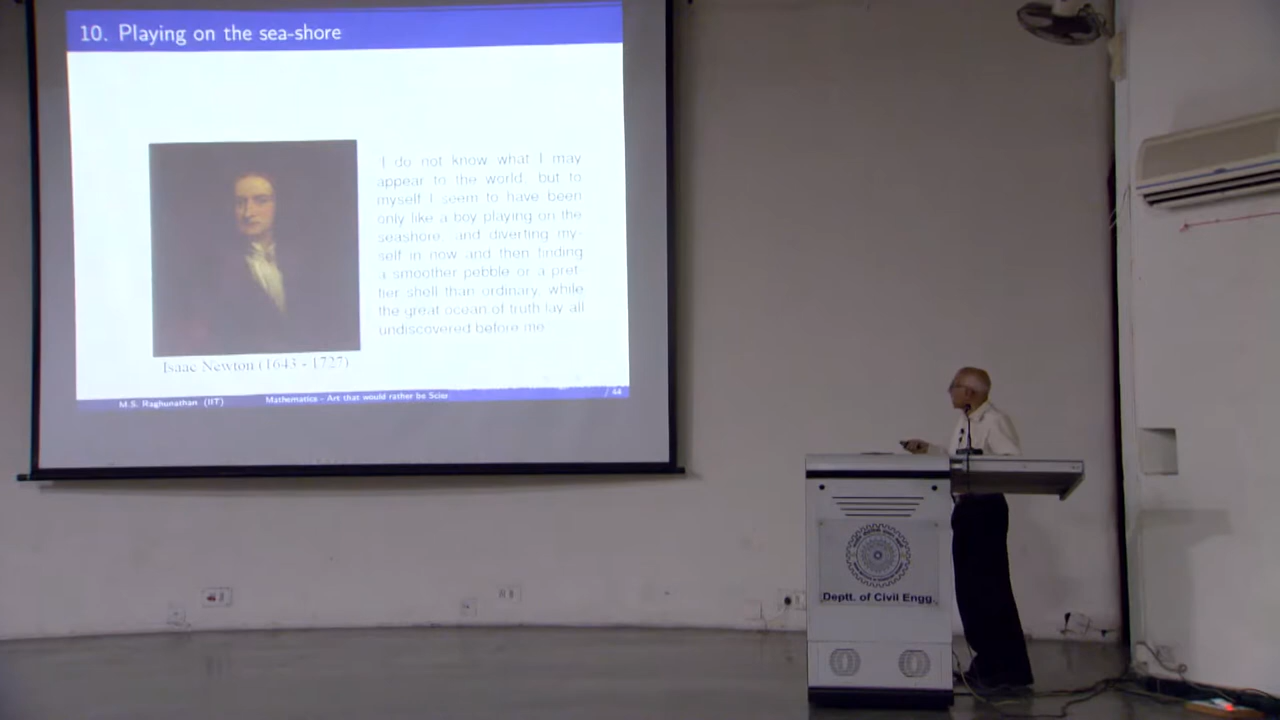 10. Playing on the sea-shore
I do not know what I may
appear to the world, but to
myself I seem to have been
only like a boy playing on the
seashore, and diverting my-
self in now and then finding
a smoother pebble or a pret-
tier shell than ordinary, while
the great ocean of truth lay all
undiscovered before me
Isaac Newton (1643 - 1727)
M.S. Raghunathan (IIT) Mathematics - Art that would rather be Scier / 44
Deptt. of Civil Engg.